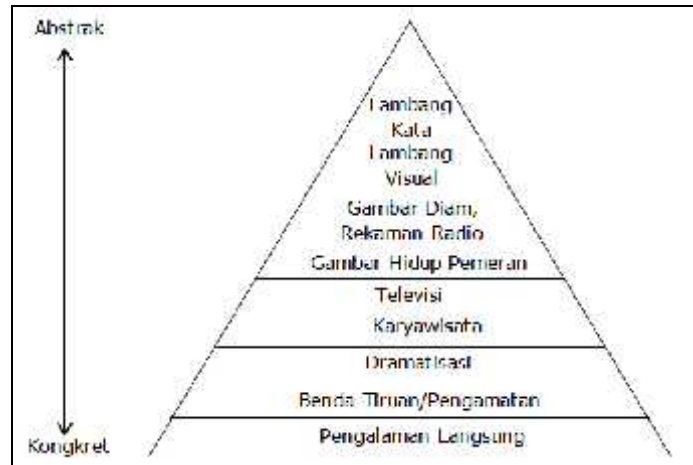 Abstrak
Lambang
Kata
Lambang
Visual
Gambar Diam,
Rekaman Radio
Gambar Hidup Pemeran
Televisi
Karyawisata
Dramatisasi
Benda Tiruan/Pengamatan
Pengalaman Langsung
Kongkret